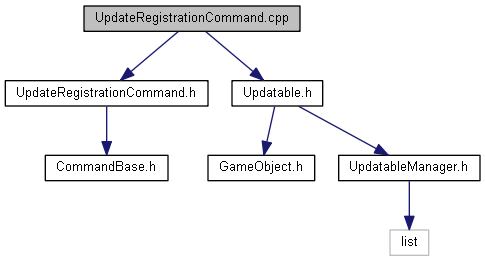 UpdateRegistrationCommand.cpp
UpdateRegistrationCommand.h
Updatable.h
CommandBase.h
GameObject.h
UpdatableManager.h
list